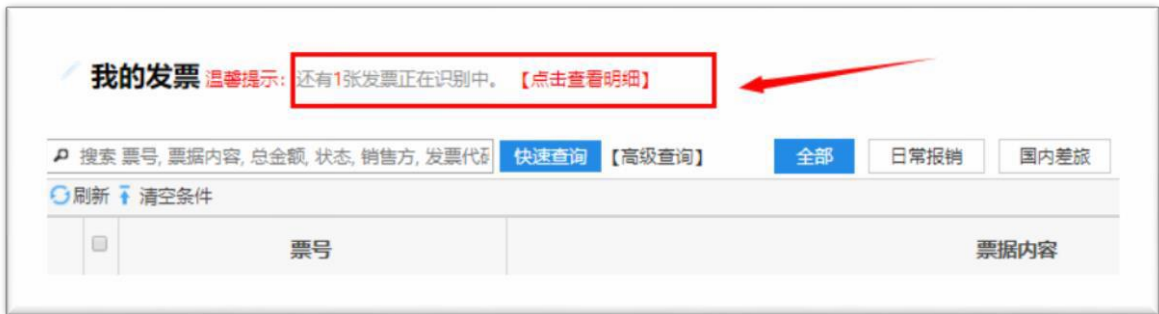 我的发票 温馨提示: 还有1张发票正在识别中。【点击查看明细】
搜索 票号, 票据内容, 总金额, 状态, 销售方, 发票代码 快速查询 【高级查询】 全部 日常报销 国内差旅
刷新 清空条件
票号 票据内容